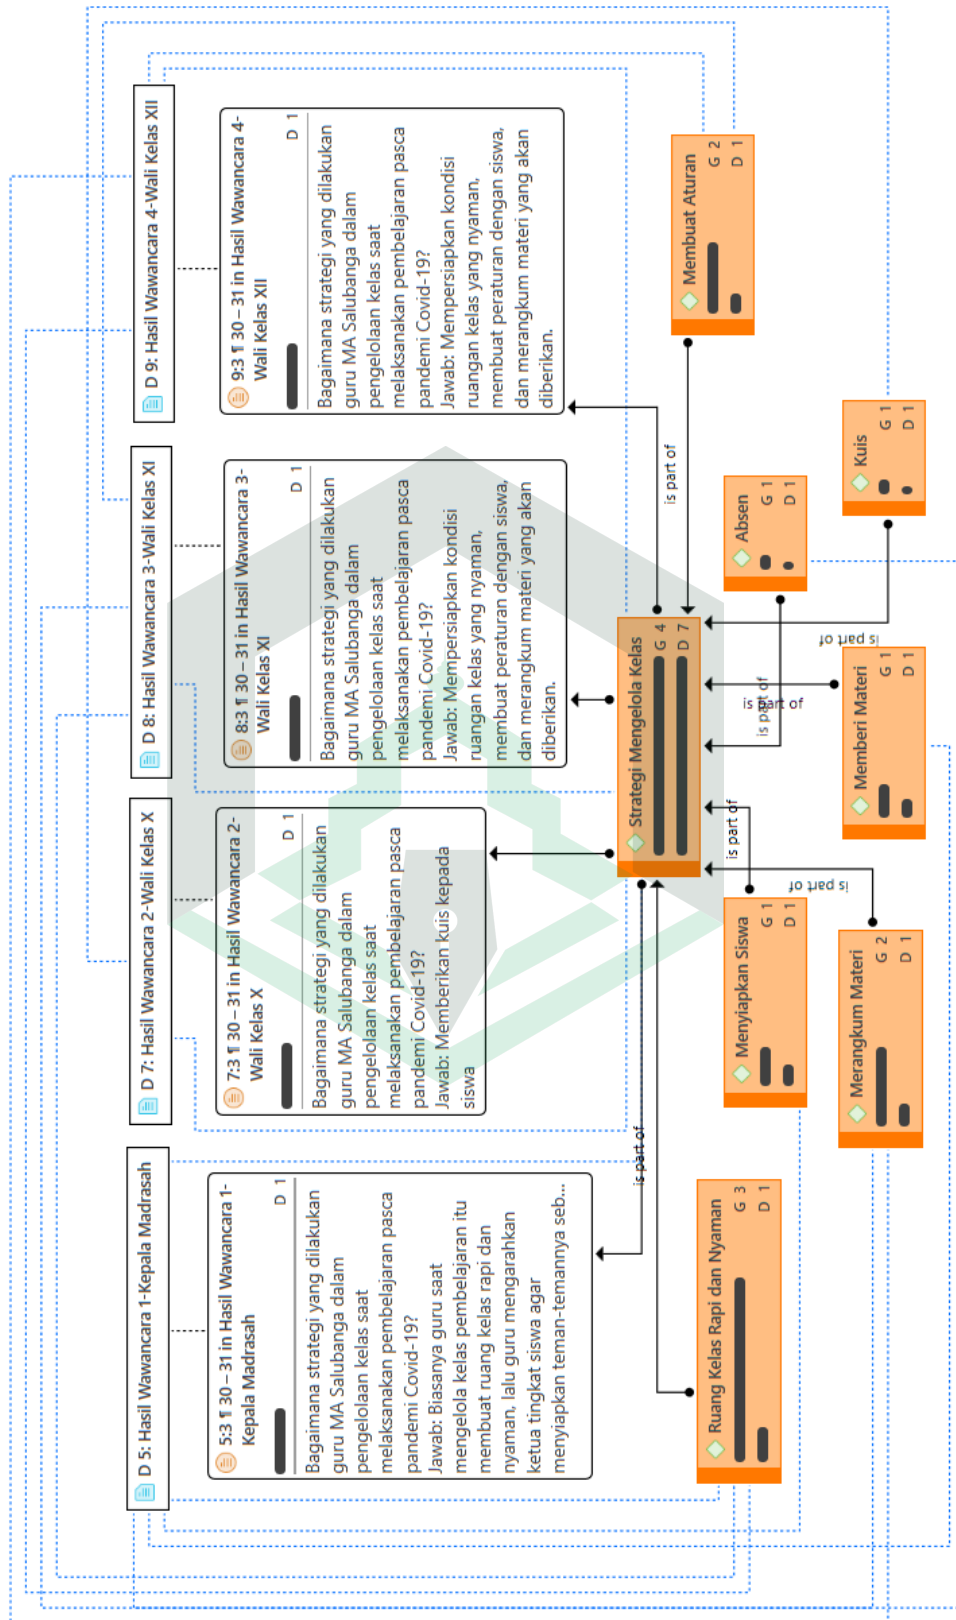 D 5: Hasil Wawancara 1-Kepala Madrasah
D 7: Hasil Wawancara 2-Wali Kelas X
D 8: Hasil Wawancara 3-Wali Kelas XI
D 9: Hasil Wawancara 4-Wali Kelas XII
5:3 ¶ 30 – 31 in Hasil Wawancara 1-
Kepala Madrasah
D 1
Bagaimana strategi yang dilakukan
guru MA Salubanga dalam
pengelolaan kelas saat
melaksanakan pembelajaran pasca
pandemi Covid-19?
Jawab: Biasanya guru saat
mengelola kelas pembelajaran itu
membuat ruang kelas rapi dan
nyaman, lalu guru mengarahkan
ketua tingkat siswa agar
menyiapkan teman-temannya seb...
7:3 ¶ 30 – 31 in Hasil Wawancara 2-
Wali Kelas X
D 1
Bagaimana strategi yang dilakukan
guru MA Salubanga dalam
pengelolaan kelas saat
melaksanakan pembelajaran pasca
pandemi Covid-19?
Jawab: Memberikan kuis kepada
siswa
8:3 ¶ 30 – 31 in Hasil Wawancara 3-
Wali Kelas XI
D 1
Bagaimana strategi yang dilakukan
guru MA Salubanga dalam
pengelolaan kelas saat
melaksanakan pembelajaran pasca
pandemi Covid-19?
Jawab: Mempersiapkan kondisi
ruangan kelas yang nyaman,
membuat peraturan dengan siswa,
dan merangkum materi yang akan
diberikan.
9:3 ¶ 30 – 31 in Hasil Wawancara 4-
Wali Kelas XII
D 1
Bagaimana strategi yang dilakukan
guru MA Salubanga dalam
pengelolaan kelas saat
melaksanakan pembelajaran pasca
pandemi Covid-19?
Jawab: Mempersiapkan kondisi
ruangan kelas yang nyaman,
membuat peraturan dengan siswa,
dan merangkum materi yang akan
diberikan.
is part of
Strategi Mengelola Kelas
G 4
D 7
is part of
Ruang Kelas Rapi dan Nyaman
G 3
D 1
Menyiapkan Siswa
G 1
D 1
is part of
is part of
is part of
Absen
G 1
D 1
Membuat Aturan
G 2
D 1
is part of
is part of
Merangkum Materi
G 2
D 1
Memberi Materi
G 1
D 1
Kuis
G 1
D 1